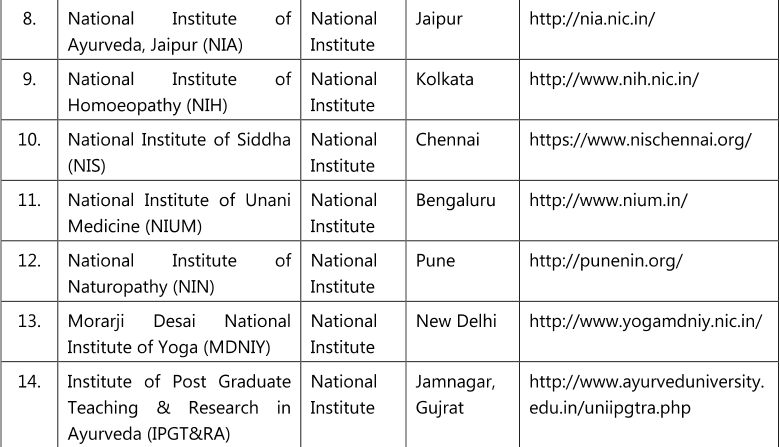 8. National Institute of National Jaipur http://nia.nic.in/
Ayurveda, Jaipur (NIA) Institute
9. National Institute of National Kolkata http://www.nih.nic.in/
Homoeopathy (NIH) Institute
10. National Institute of Siddha National Chennai https://www.nischennai.org/
(NIS) Institute
11. National Institute of Unani National Bengaluru http://www.nium.in/
Medicine (NIUM) Institute
12. National Institute of National Pune http://punenin.org/
Naturopathy (NIN) Institute
13. Morarji Desai National National New Delhi http://www.yogamdniy.nic.in/
Institute of Yoga (MDNIY) Institute
14. Institute of Post Graduate National Jamnagar, http://www.ayurveduniversity.
Teaching & Research in Institute Gujrat edu.in/uniipgtra.php
Ayurveda (IPGT&RA)